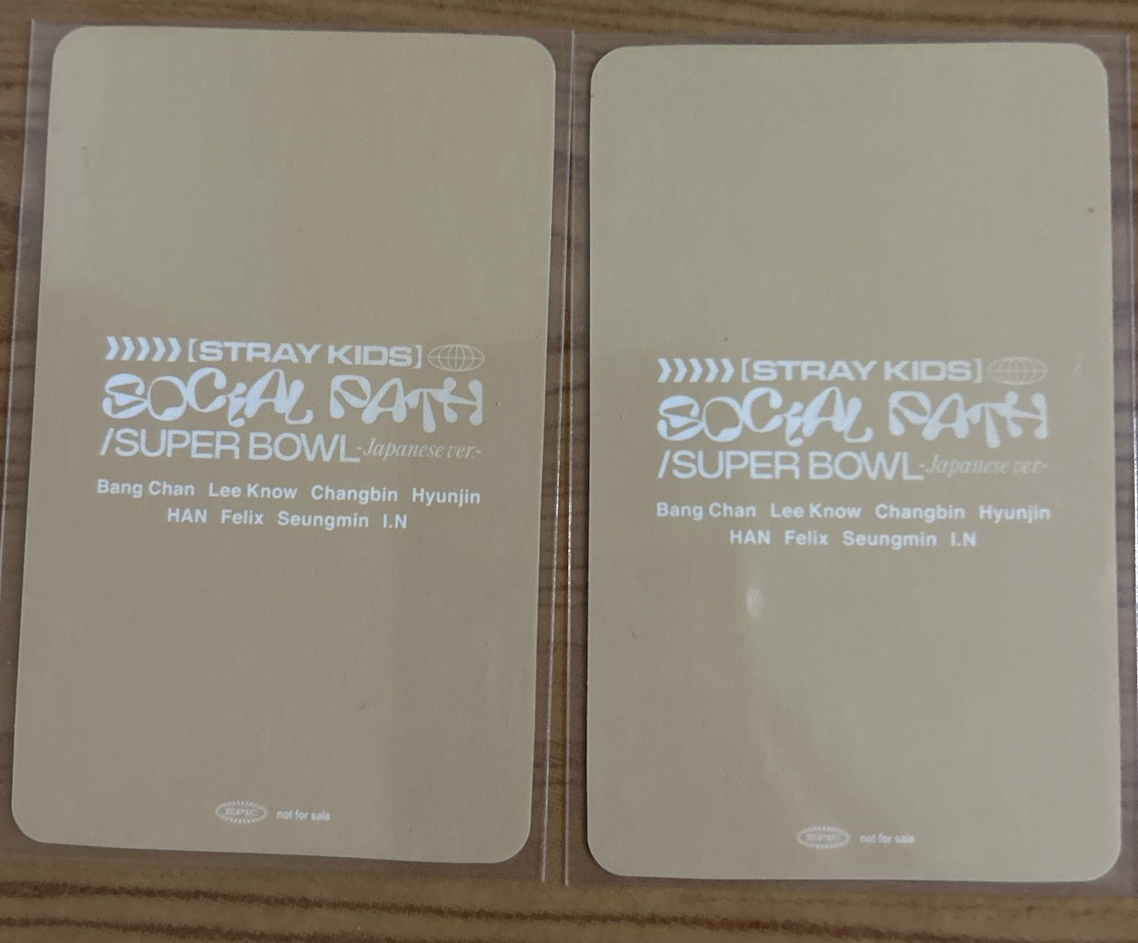 ❯❯❯❯❯[STRAY KIDS]
SOCIAL PATH
/SUPER BOWL-Japanese ver.-
Bang Chan Lee Know Changbin Hyunjin
HAN Felix Seungmin I.N
EPIC not for sale
❯❯❯❯❯[STRAY KIDS]
SOCIAL PATH
/SUPER BOWL-Japanese ver.-
Bang Chan Lee Know Changbin Hyunjin
HAN Felix Seungmin I.N
EPIC not for sale